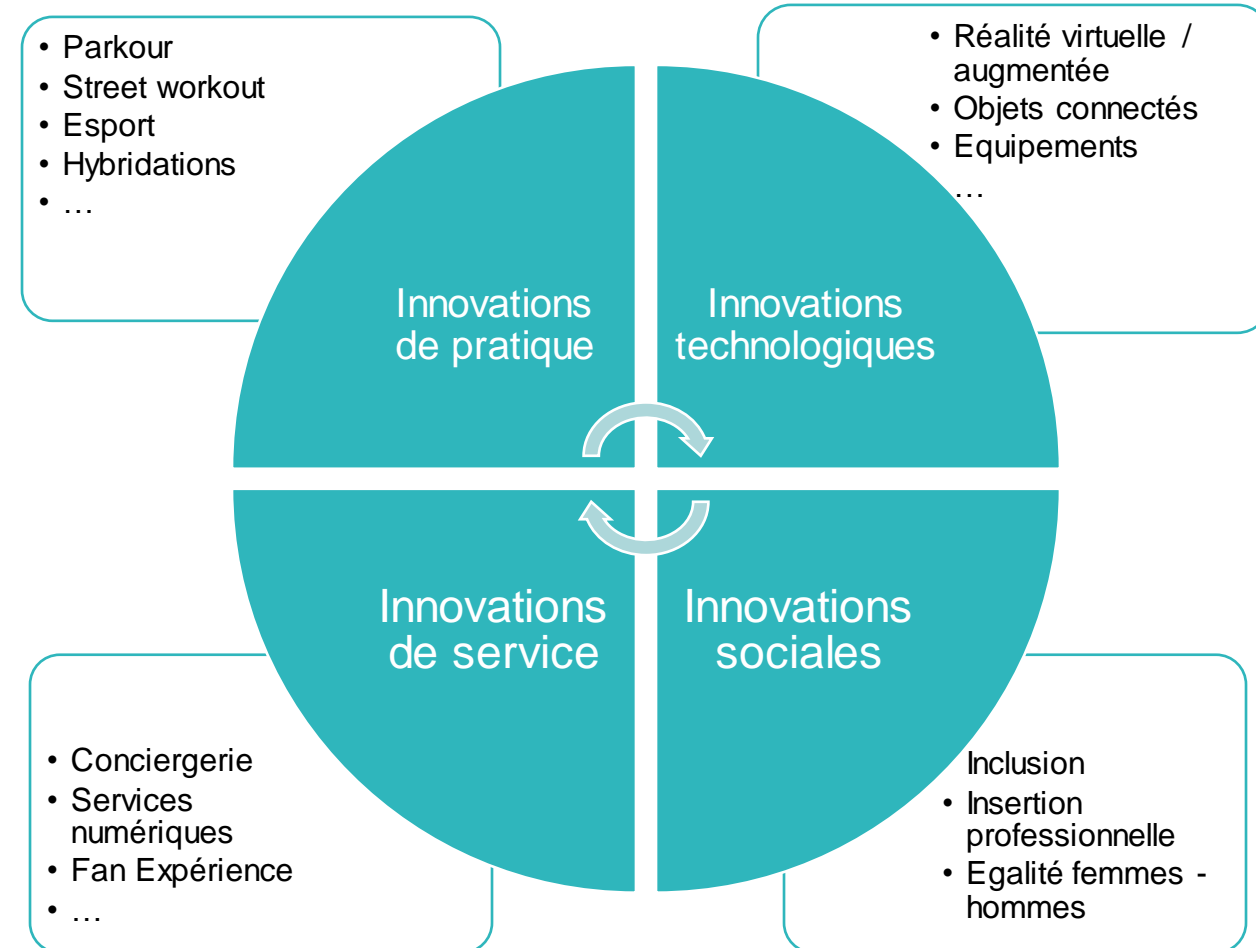 • Parkour
• Street workout
• Esport
• Hybridations
• …
• Réalité virtuelle /
augmentée
• Objets connectés
• Equipements
…
Innovations
de pratique
Innovations
technologiques
Innovations
de service
Innovations
sociales
• Conciergerie
• Services
numériques
• Fan Expérience
• …
Inclusion
• Insertion
professionnelle
• Egalité femmes -
hommes